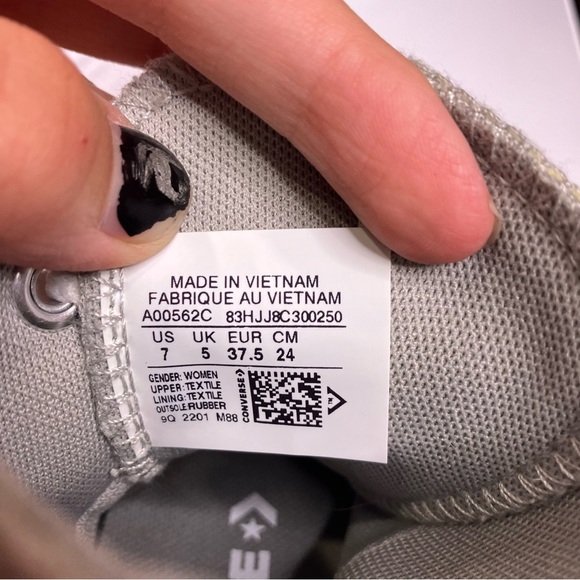 MADE IN VIETNAM
FABRIQUE AU VIETNAM
A00562C 83HJJ8C300250
US UK EUR CM
7 5 37.5 24
GENDER: WOMEN
UPPER: TEXTILE
LINING: TEXTILE
OUTSOLE:RUBBER
9Q 2201 M88
CONVERSE
E